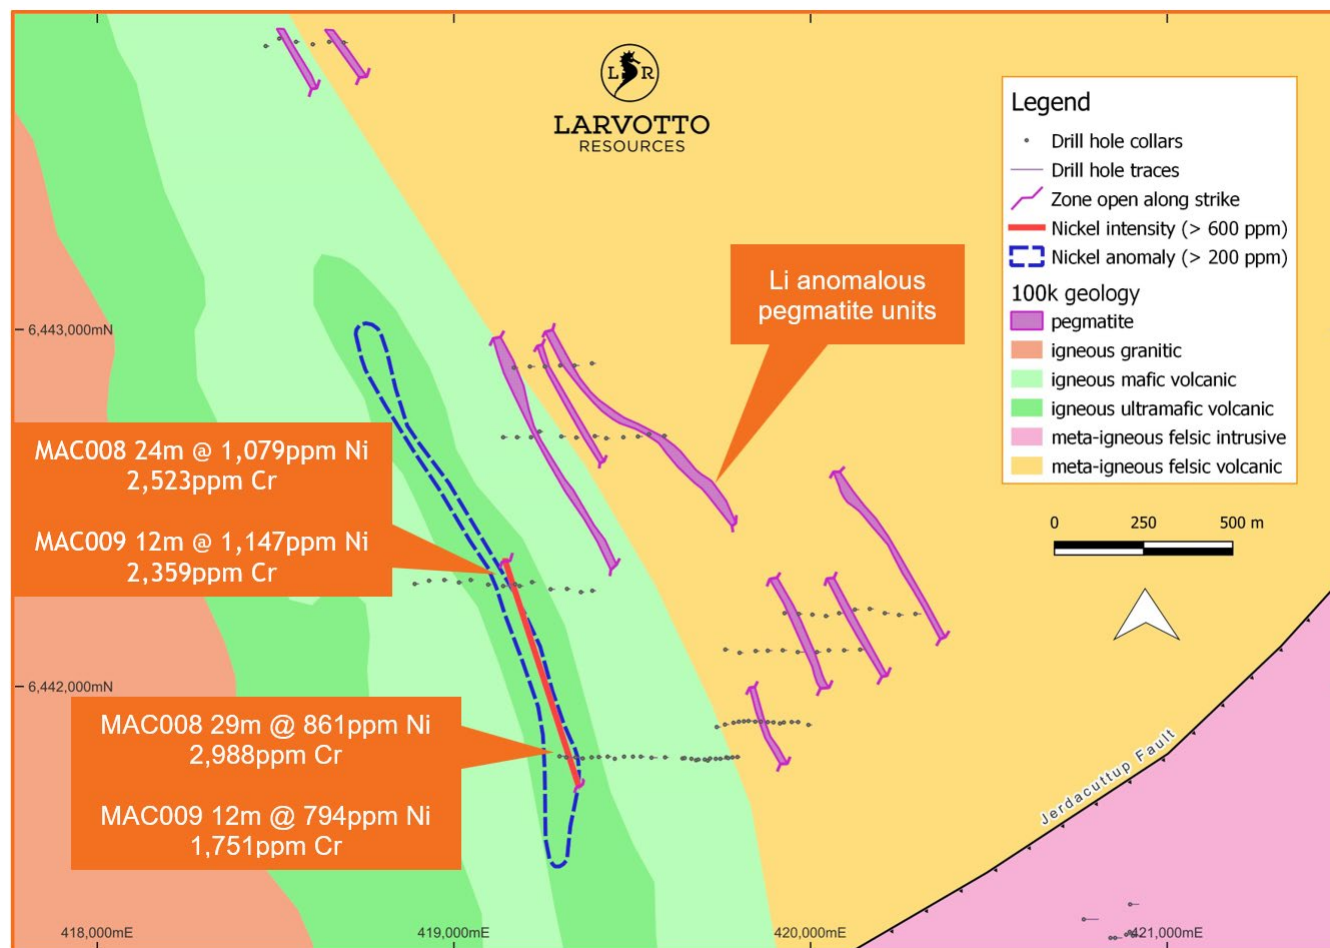 L R
LARVOTTO
RESOURCES
Legend
Drill hole collars
Drill hole traces
Zone open along strike
Nickel intensity (> 600 ppm)
Nickel anomaly (> 200 ppm)
100k geology
pegmatite
igneous granitic
igneous mafic volcanic
igneous ultramafic volcanic
meta-igneous felsic intrusive
meta-igneous felsic volcanic
0 250 500 m
Li anomalous
pegmatite units
6,443,000mN
MAC008 24m @ 1,079ppm Ni
2,523ppm Cr
MAC009 12m @ 1,147ppm Ni
2,359ppm Cr
6,442,000mN
MAC008 29m @ 861ppm Ni
2,988ppm Cr
MAC009 12m @ 794ppm Ni
1,751ppm Cr
Jerdacuttup Fault
418,000mE 419,000mE 420,000mE 421,000mE